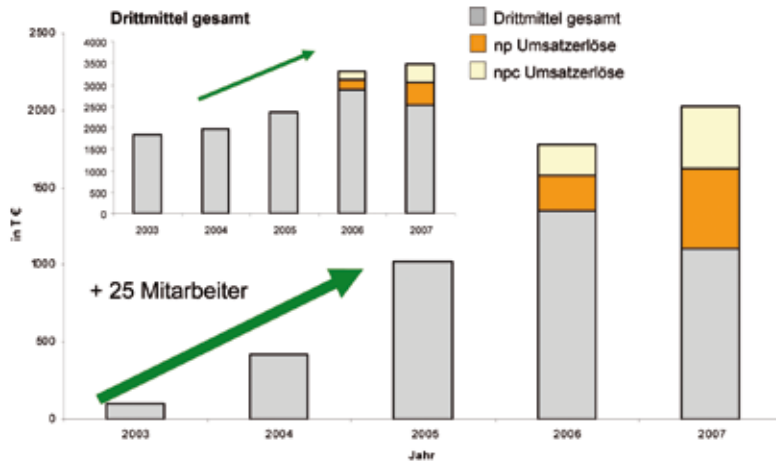 Drittmittel gesamt
4000
3500
3000
2500
2000
1500
1000
500
0
2003 2004 2005 2006 2007
Drittmittel gesamt
np Umsatzerlöse
npc Umsatzerlöse
2500
2000
1500
1000
500
0
in T €
+ 25 Mitarbeiter
2003 2004 2005 2006 2007
Jahr